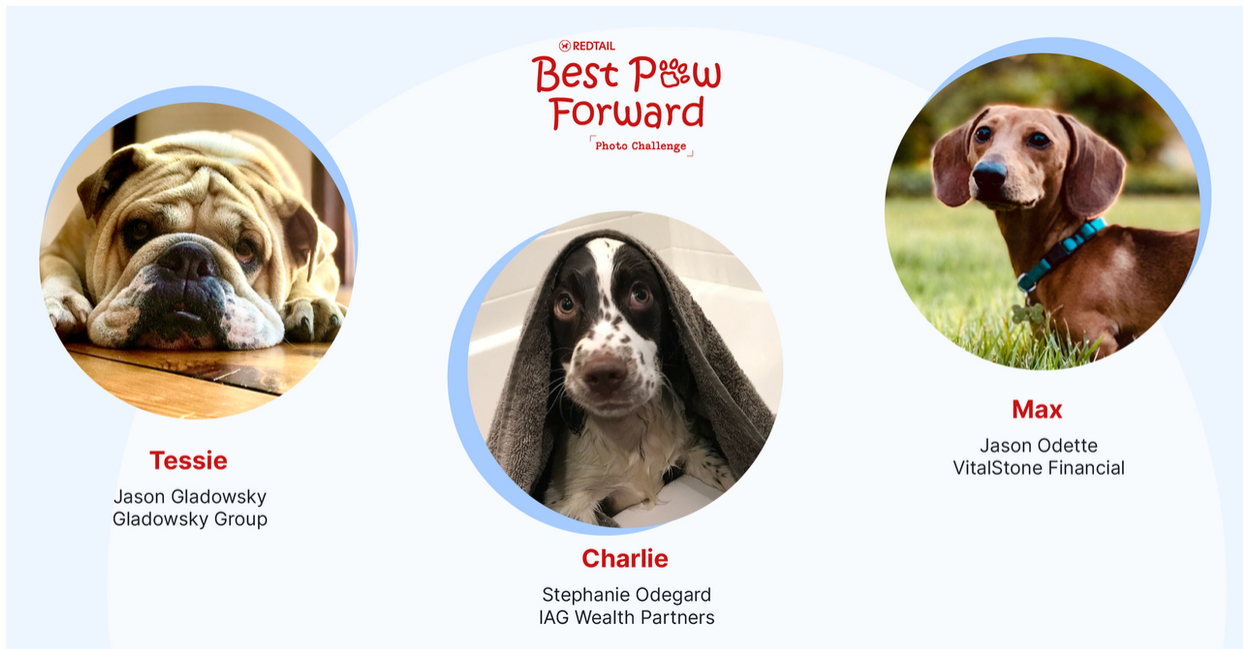 REDTAIL
Best Paw
Forward
Photo Challenge
Tessie
Jason Gladowsky
Gladowsky Group
Charlie
Stephanie Odegard
IAG Wealth Partners
Max
Jason Odette
VitalStone Financial